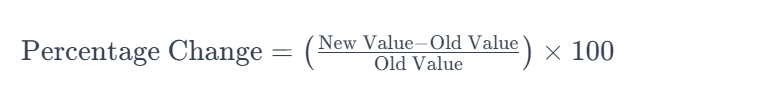 Percentage Change = (New Value−Old Value / Old Value) × 100